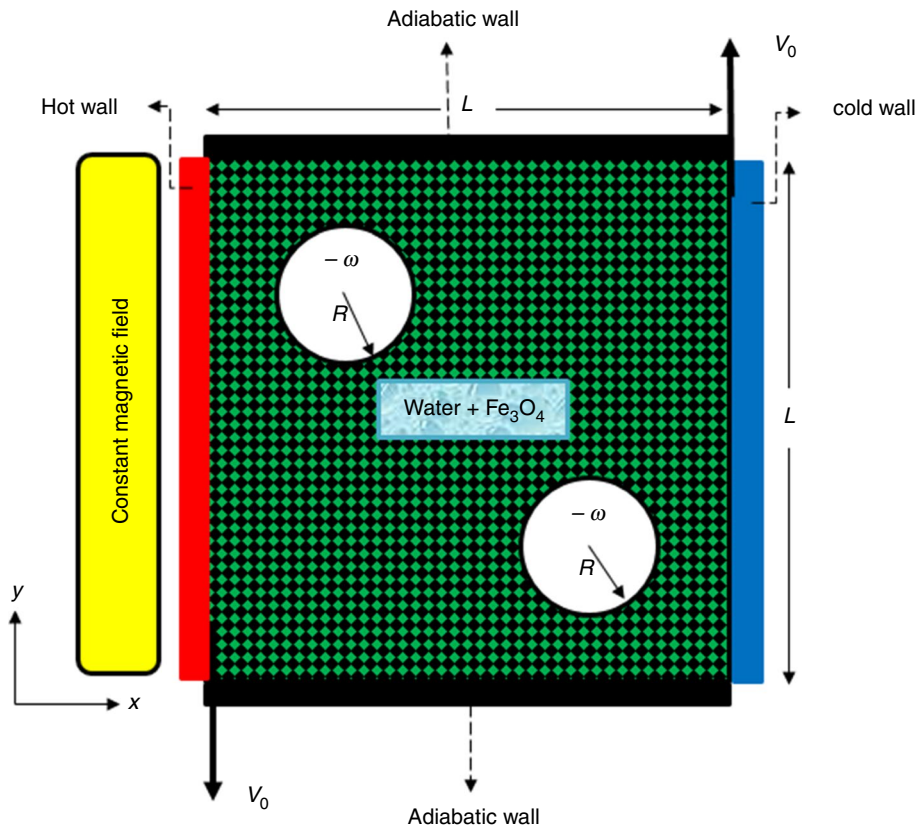 Adiabatic wall
V₀
Hot wall
L
cold wall
− ω
R
Constant magnetic field
Water + Fe₃O₄
L
− ω
R
y
x
V₀
Adiabatic wall